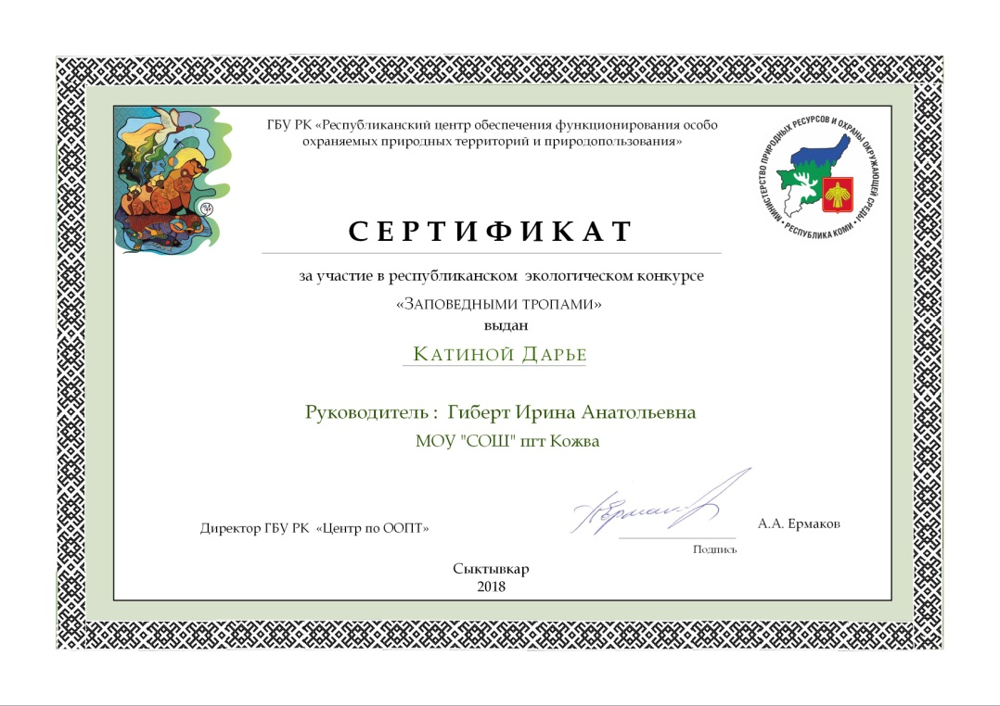 ГБУ РК «Республиканский центр обеспечения функционирования особо
охраняемых природных территорий и природопользования»
МИНИСТЕРСТВО ПРИРОДНЫХ РЕСУРСОВ И ОХРАНЫ ОКРУЖАЮЩЕЙ СРЕДЫ
• РЕСПУБЛИКА КОМИ •
СЕРТИФИКАТ
за участие в республиканском экологическом конкурсе
«Заповедными тропами»
выдан
Катиной Дарье
Руководитель : Гиберт Ирина Анатольевна
МОУ "СОШ" пгт Кожва
Директор ГБУ РК «Центр по ООПТ»
А.А. Ермаков
Подпись
Сыктывкар
2018